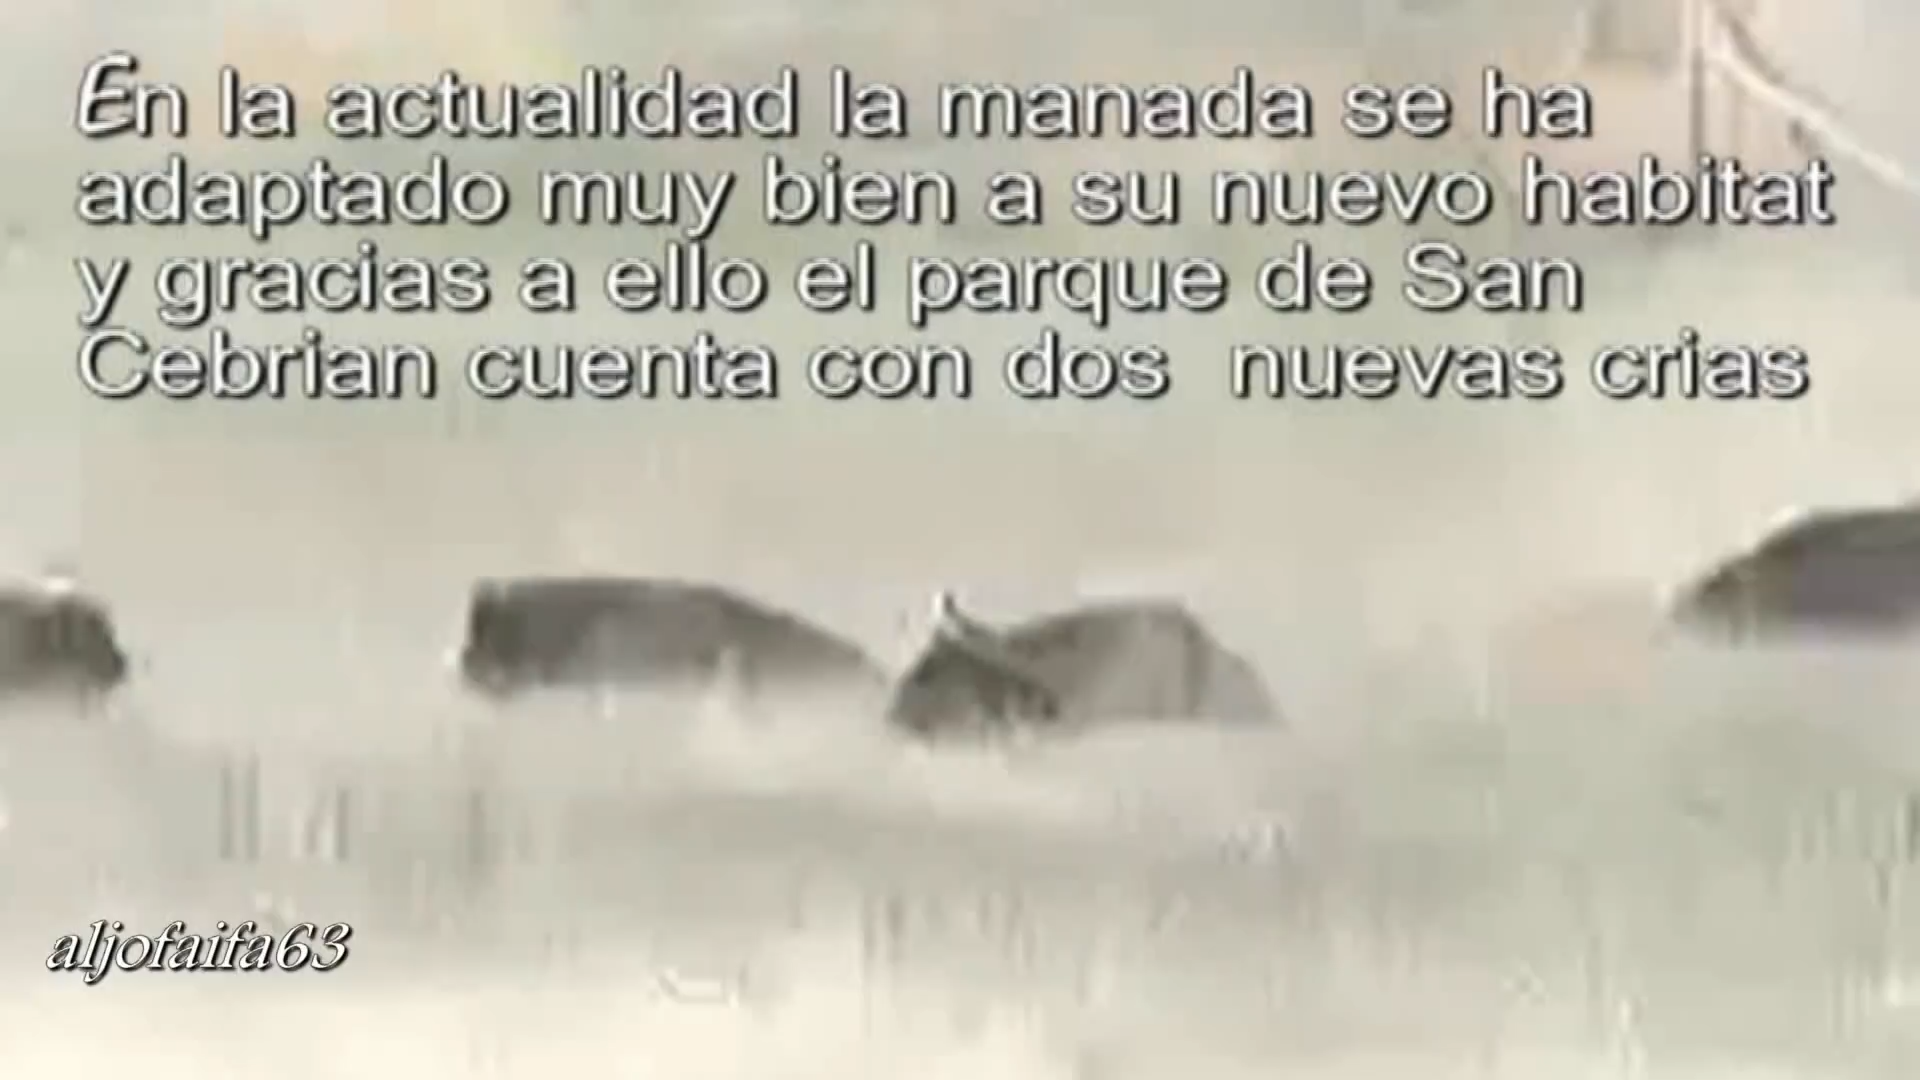 En la actualidad la manada se ha
adaptado muy bien a su nuevo habitat
y gracias a ello el parque de San
Cebrian cuenta con dos nuevas crias
aljofaifa63